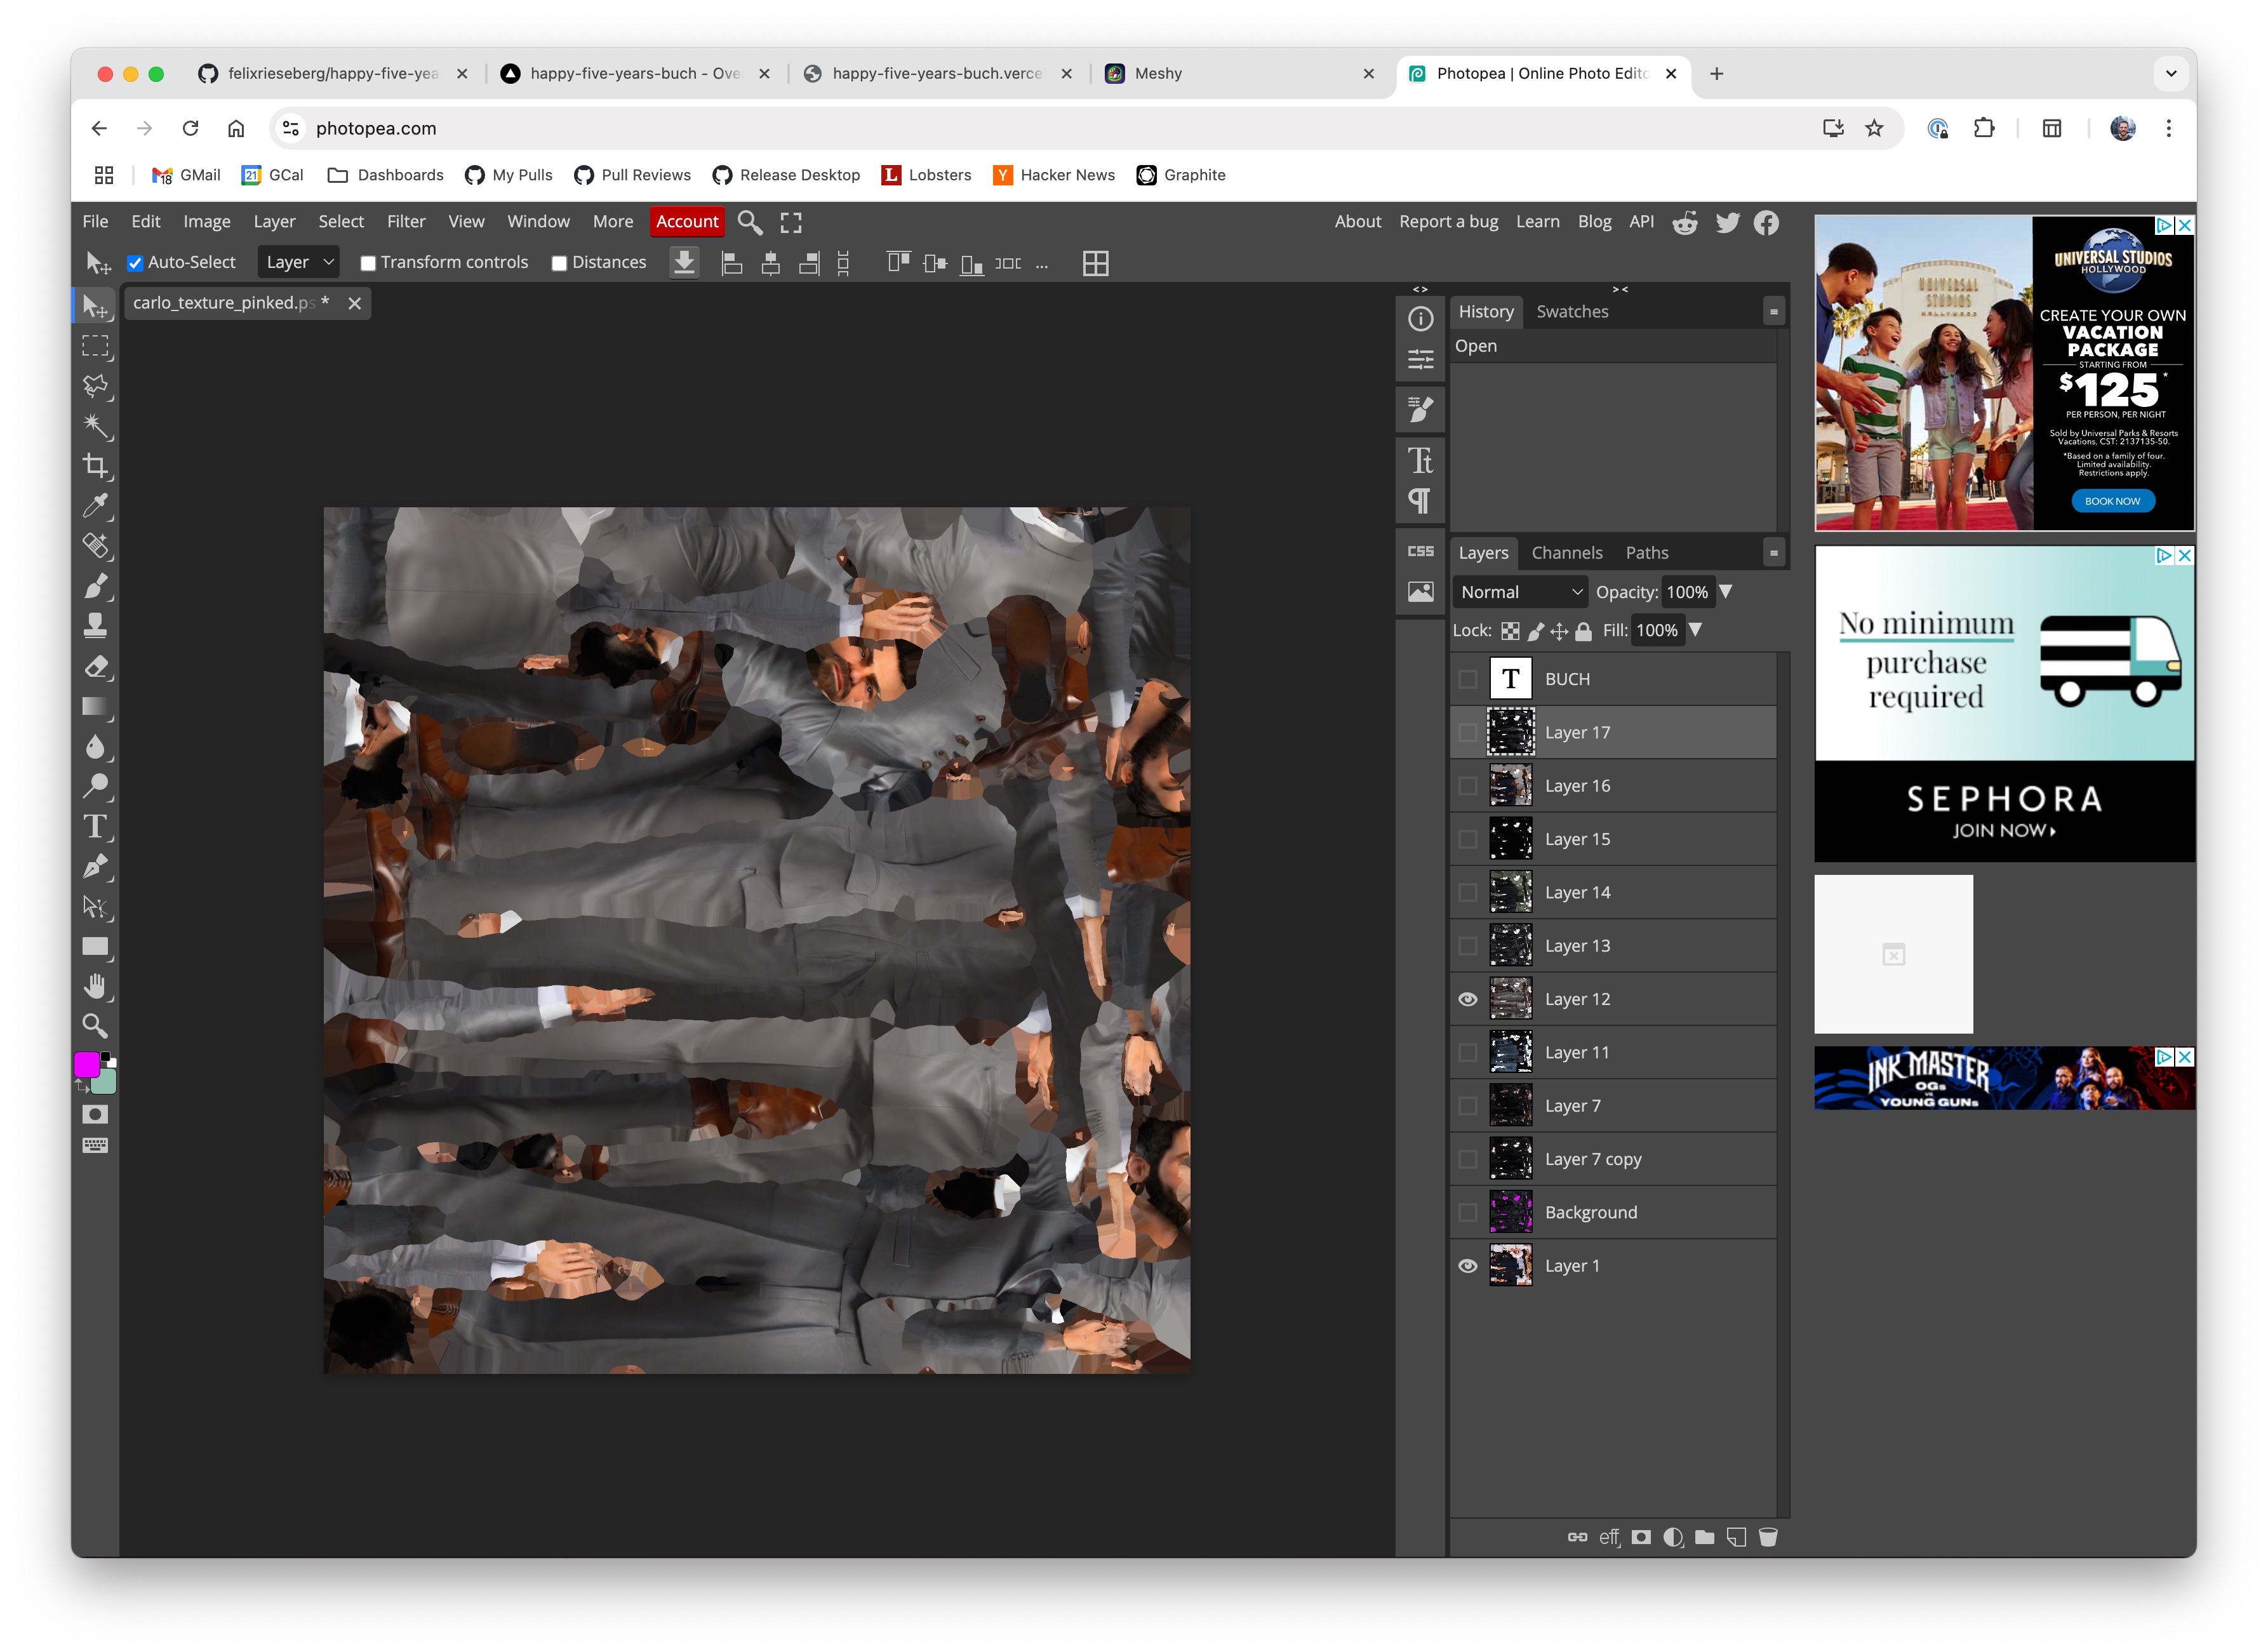 felixrieseberg/happy-five-yea
happy-five-years-buch - Ove
happy-five-years-buch.verce
Meshy
Photopea | Online Photo Edito
photopea.com
18
GMail
21
GCal
Dashboards
My Pulls
Pull Reviews
Release Desktop
L
Lobsters
Y
Hacker News
Graphite
File
Edit
Image
Layer
Select
Filter
View
Window
More
Account
About
Report a bug
Learn
Blog
API
Auto-Select
Layer
Transform controls
Distances
...
carlo_texture_pinked.ps *
History
Swatches
Open
CSS
Layers
Channels
Paths
Normal
Opacity: 100%
Lock:
Fill: 100%
T
BUCH
Layer 17
Layer 16
Layer 15
Layer 14
Layer 13
Layer 12
Layer 11
Layer 7
Layer 7 copy
Background
Layer 1
eff
UNIVERSAL
STUDIOS
HOLLYWOOD
UNIVERSAL STUDIOS
HOLLYWOOD
CREATE YOUR OWN
VACATION
PACKAGE
STARTING FROM
$125*
PER PERSON, PER NIGHT
Sold by Universal Parks & Resorts
Vacations, CST: 2137135-50.
*Based on a family of four.
Limited availability.
Restrictions apply.
BOOK NOW
No minimum
purchase
required
SEPHORA
JOIN NOW
INK MASTER
OGs
vs
YOUNG GUNs